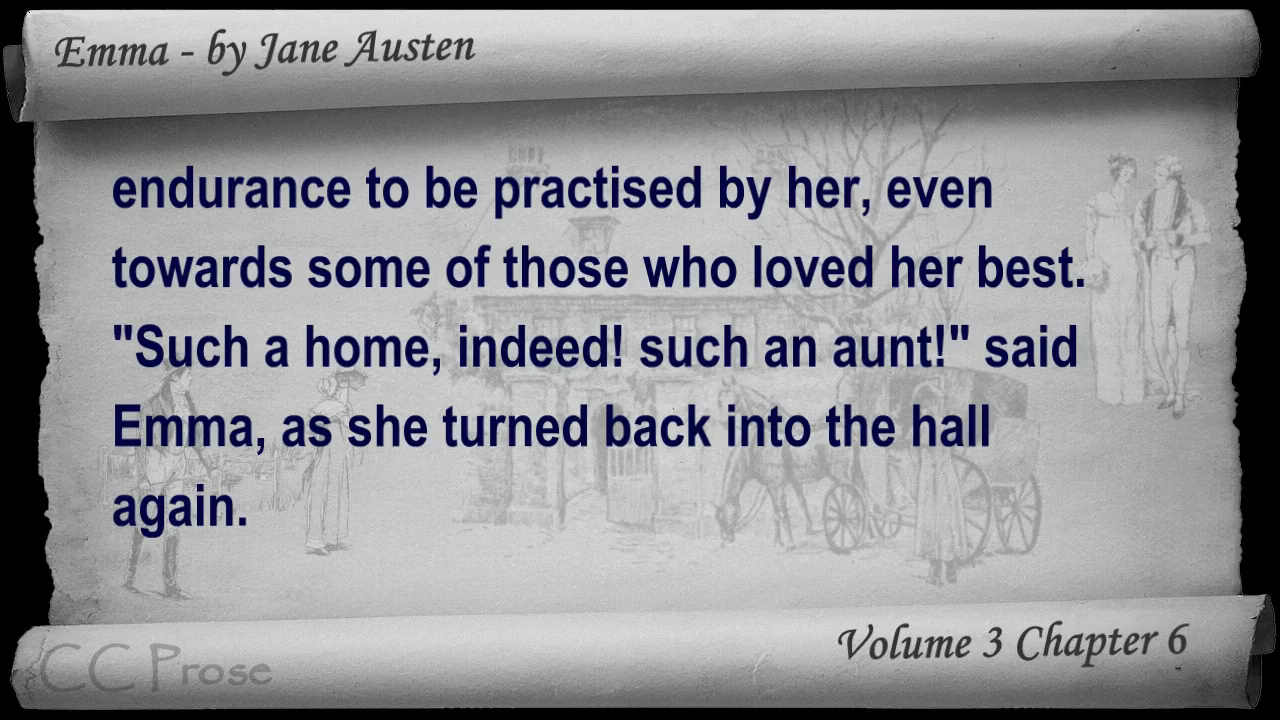 Emma - by Jane Austen
endurance to be practised by her, even
towards some of those who loved her best.
"Such a home, indeed! such an aunt!" said
Emma, as she turned back into the hall
again.
Volume 3 Chapter 6
CC Prose